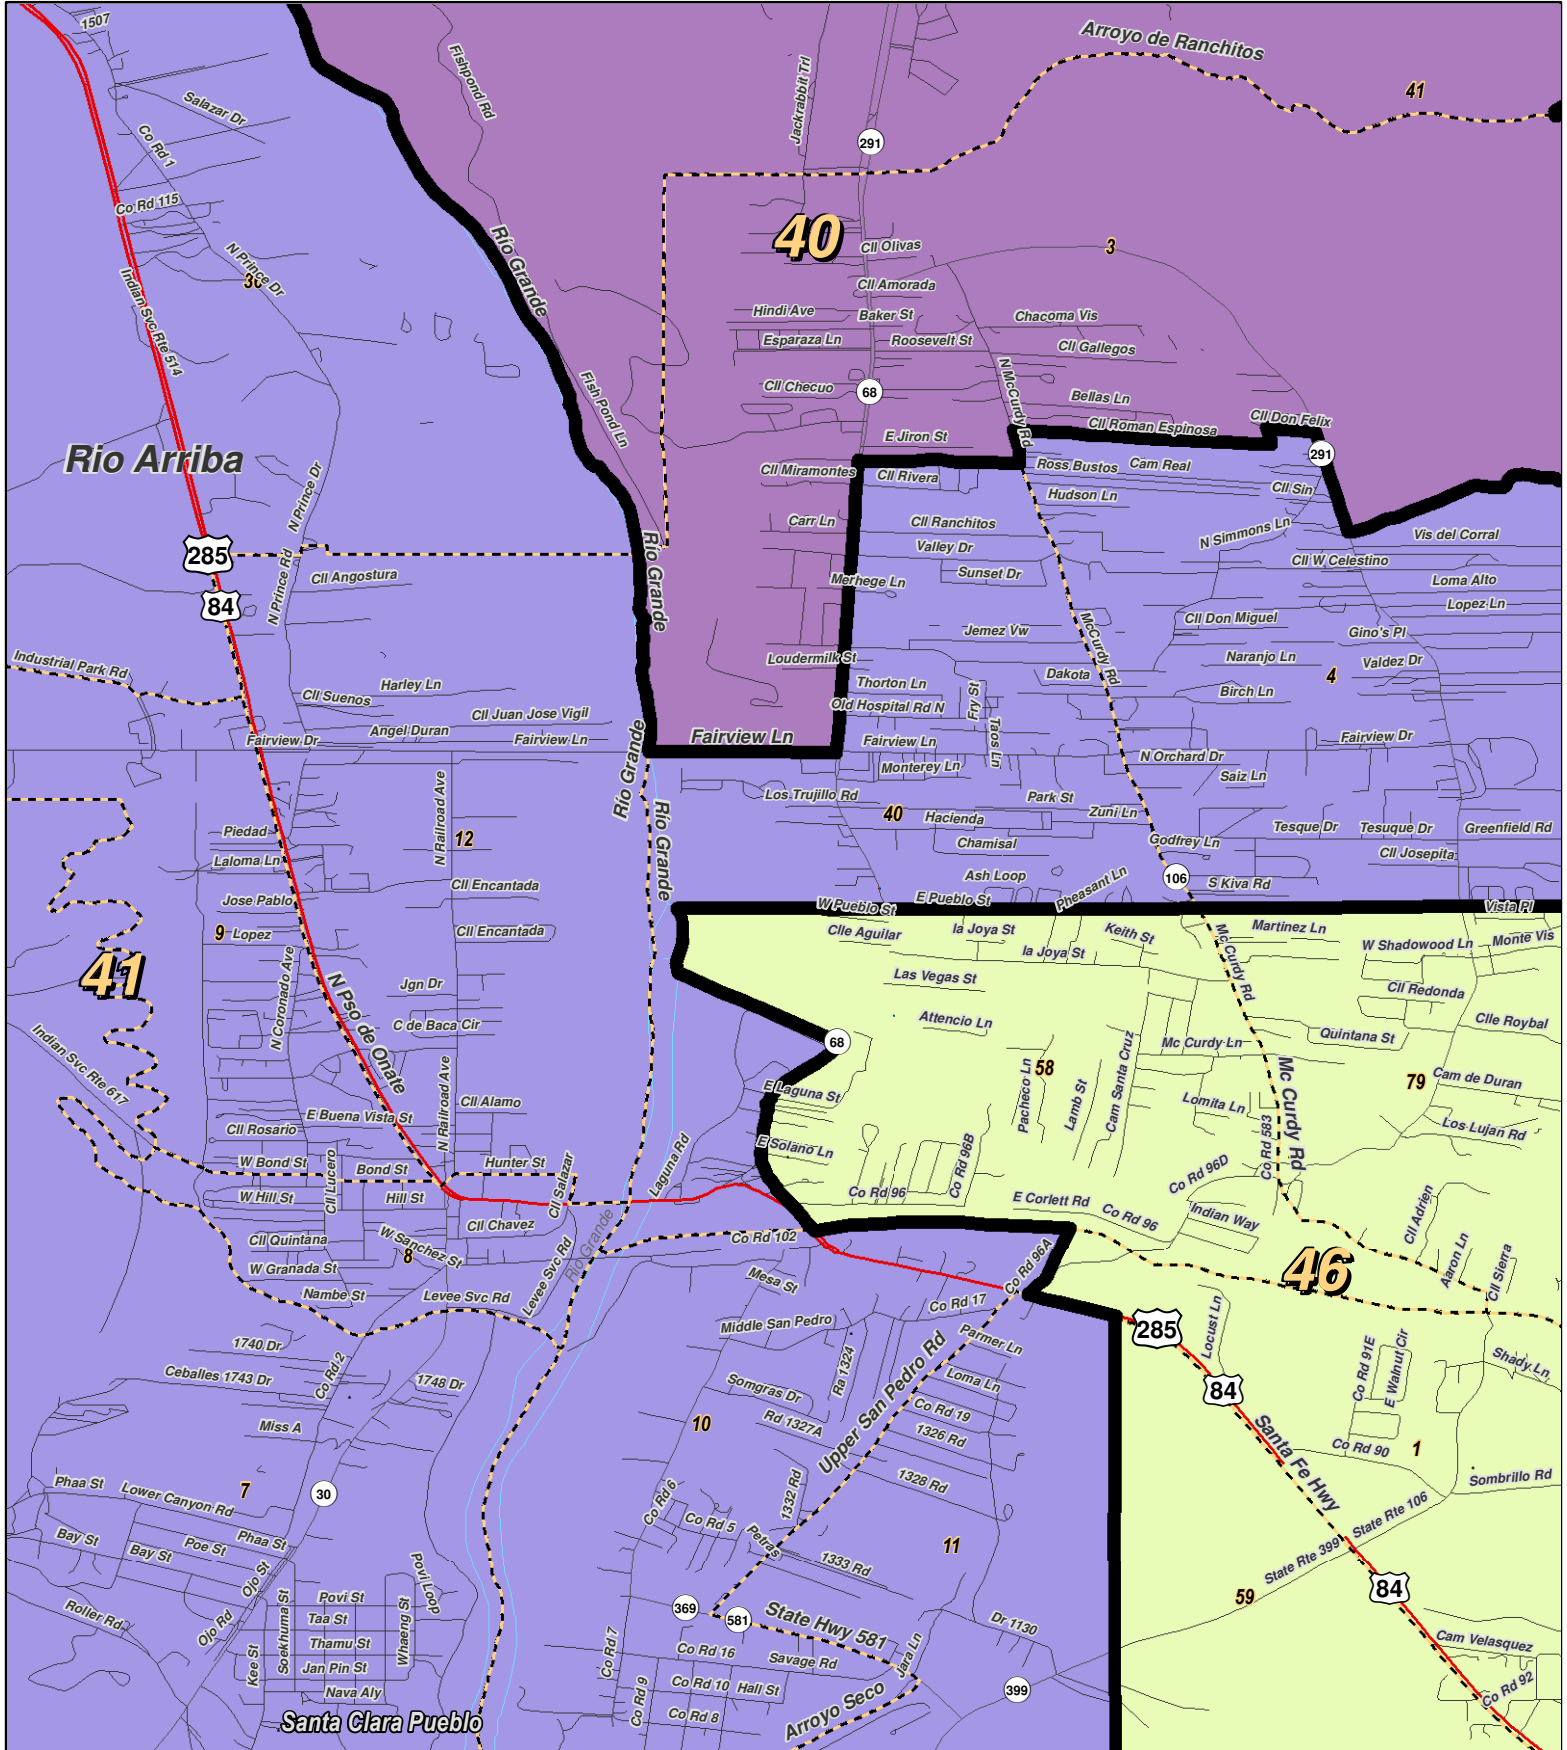 1507
Salazar Dr
Co Rd 1
Co Rd 115
N Prince Dr
30
Indian Svc Rte 514
Rio Arriba
N Prince Dr
285
84
N Prince Rd
Cll Angostura
Industrial Park Rd
Cll Suenos
Harley Ln
Cll Juan Jose Vigil
Angel Duran
Fairview Dr
Fairview Ln
Fishpond Rd
Jackrabbit Trl
291
Arroyo de Ranchitos
41
40
3
Rio Grande
Cll Olivas
Cll Amorada
Hindi Ave
Baker St
Chacoma Vis
Esparaza Ln
Roosevelt St
Cll Gallegos
N McCurdy Rd
Fish Pond Ln
Cll Checuo
68
Bellas Ln
Cll Don Felix
Cll Roman Espinosa
E Jiron St
291
Cll Miramontes
Cll Rivera
Ross Bustos
Cam Real
Hudson Ln
Cll Sin
Carr Ln
Cll Ranchitos
N Simmons Ln
Vis del Corral
Valley Dr
Cll W Celestino
Rio Grande
Merhege Ln
Sunset Dr
Loma Alto
Lopez Ln
Cll Don Miguel
Gino's Pl
Jemez Vw
McCurdy Rd
Loudermilk St
Naranjo Ln
Valdez Dr
Dakota
4
Thorton Ln
Birch Ln
Old Hospital Rd N
Fry St
Taos Ln
Fairview Ln
Fairview Ln
Fairview Dr
N Orchard Dr
Monterey Ln
Saiz Ln
Rio Grande
Rio Grande
Los Trujillo Rd
Park St
40
Hacienda
Zuni Ln
Tesque Dr
Tesuque Dr
Greenfield Rd
Chamisal
Godfrey Ln
Cll Josepita
Ash Loop
Pheasant Ln
106
S Kiva Rd
W Pueblo St
E Pueblo St
Vista Pl
N Railroad Ave
12
Piedad
Laloma Ln
Cll Encantada
Jose Pablo
9
Lopez
Cll Encantada
41
N Coronado Ave
N Pso de Onate
Jgn Dr
C de Baca Cir
Indian Svc Rte 617
N Railroad Ave
Cll Alamo
E Buena Vista St
Cll Rosario
W Bond St
Cll Lucero
Bond St
Hunter St
Cll Salazar
W Hill St
Hill St
Cll Chavez
Cll Quintana
W Sanchez St
8
W Granada St
Nambe St
Levee Svc Rd
Levee Svc Rd
Rio Grande
Laguna Rd
Clle Aguilar
la Joya St
Keith St
Martinez Ln
la Joya St
Mc Curdy Rd
W Shadowood Ln
Monte Vis
Las Vegas St
Cll Redonda
Attencio Ln
Clle Roybal
68
Quintana St
Mc Curdy Ln
58
Pacheco Ln
Lamb St
Cam Santa Cruz
Mc Curdy Rd
79
Cam de Duran
E Laguna St
Lomita Ln
Los Lujan Rd
E Solano Ln
Co Rd 96B
Co Rd 583
Co Rd 96D
Co Rd 96
E Corlett Rd
Co Rd 96
Indian Way
Cll Adrien
Co Rd 102
Co Rd 96A
46
Aaron Ln
Cll Sierra
Mesa St
Co Rd 17
Middle San Pedro
Parmer Ln
285
Locust Ln
Co Rd 91E
E Walnut Cir
Shady Ln
Ra 1324
Upper San Pedro Rd
Loma Ln
84
Somgras Dr
Co Rd 19
Rd 1327A
1326 Rd
Santa Fe Hwy
10
Co Rd 90
1
1328 Rd
Sombrillo Rd
Co Rd 6
1332 Rd
State Rte 106
Co Rd 5
Petras
11
1333 Rd
State Rte 399
84
59
1740 Dr
Co Rd 2
Ceballes 1743 Dr
1748 Dr
Miss A
Phaa St
Lower Canyon Rd
7
30
Bay St
Bay St
Poe St
Phaa St
Ojo St
Povi Loop
Povi St
Roller Rd
Ojo Rd
Taa St
Soekhuna St
Whaeng St
Thamu St
Kee St
Jan Pin St
Nava Aly
Santa Clara Pueblo
369
581
State Hwy 581
Dr 1130
Co Rd 7
Co Rd 16
Savage Rd
Jara Ln
Cam Velasquez
Co Rd 10
Hall St
399
Co Rd 92
Co Rd 9
Co Rd 8
Arroyo Seco